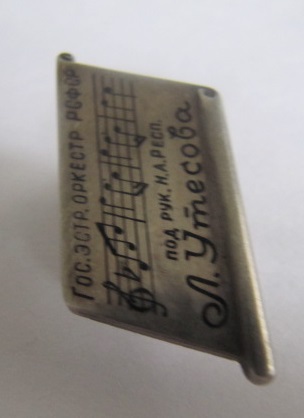 Гос. эстр. оркестр РСФСР
под рук. н.а. респ.
Л. Утесова